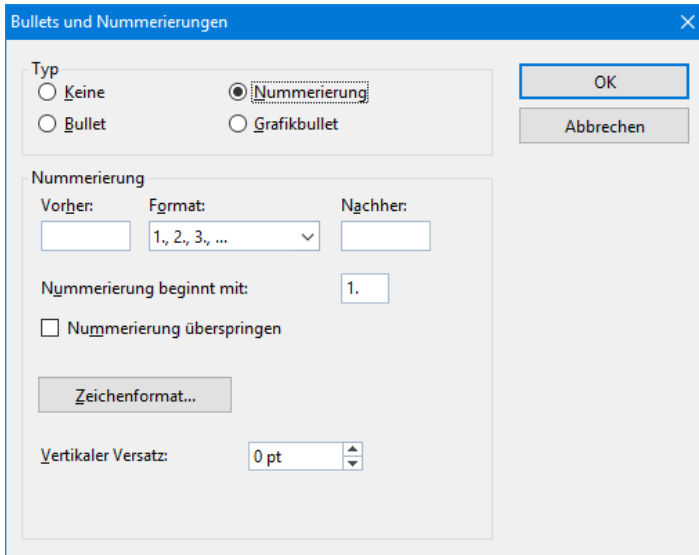 Bullets und Nummerierungen
Typ
Keine
Nummerierung
Bullet
Grafikbullet
OK
Abbrechen
Nummerierung
Vorher:
Format:
Nachher:
1., 2., 3., ...
Nummerierung beginnt mit:
1.
Nummerierung überspringen
Zeichenformat...
Vertikaler Versatz:
0 pt